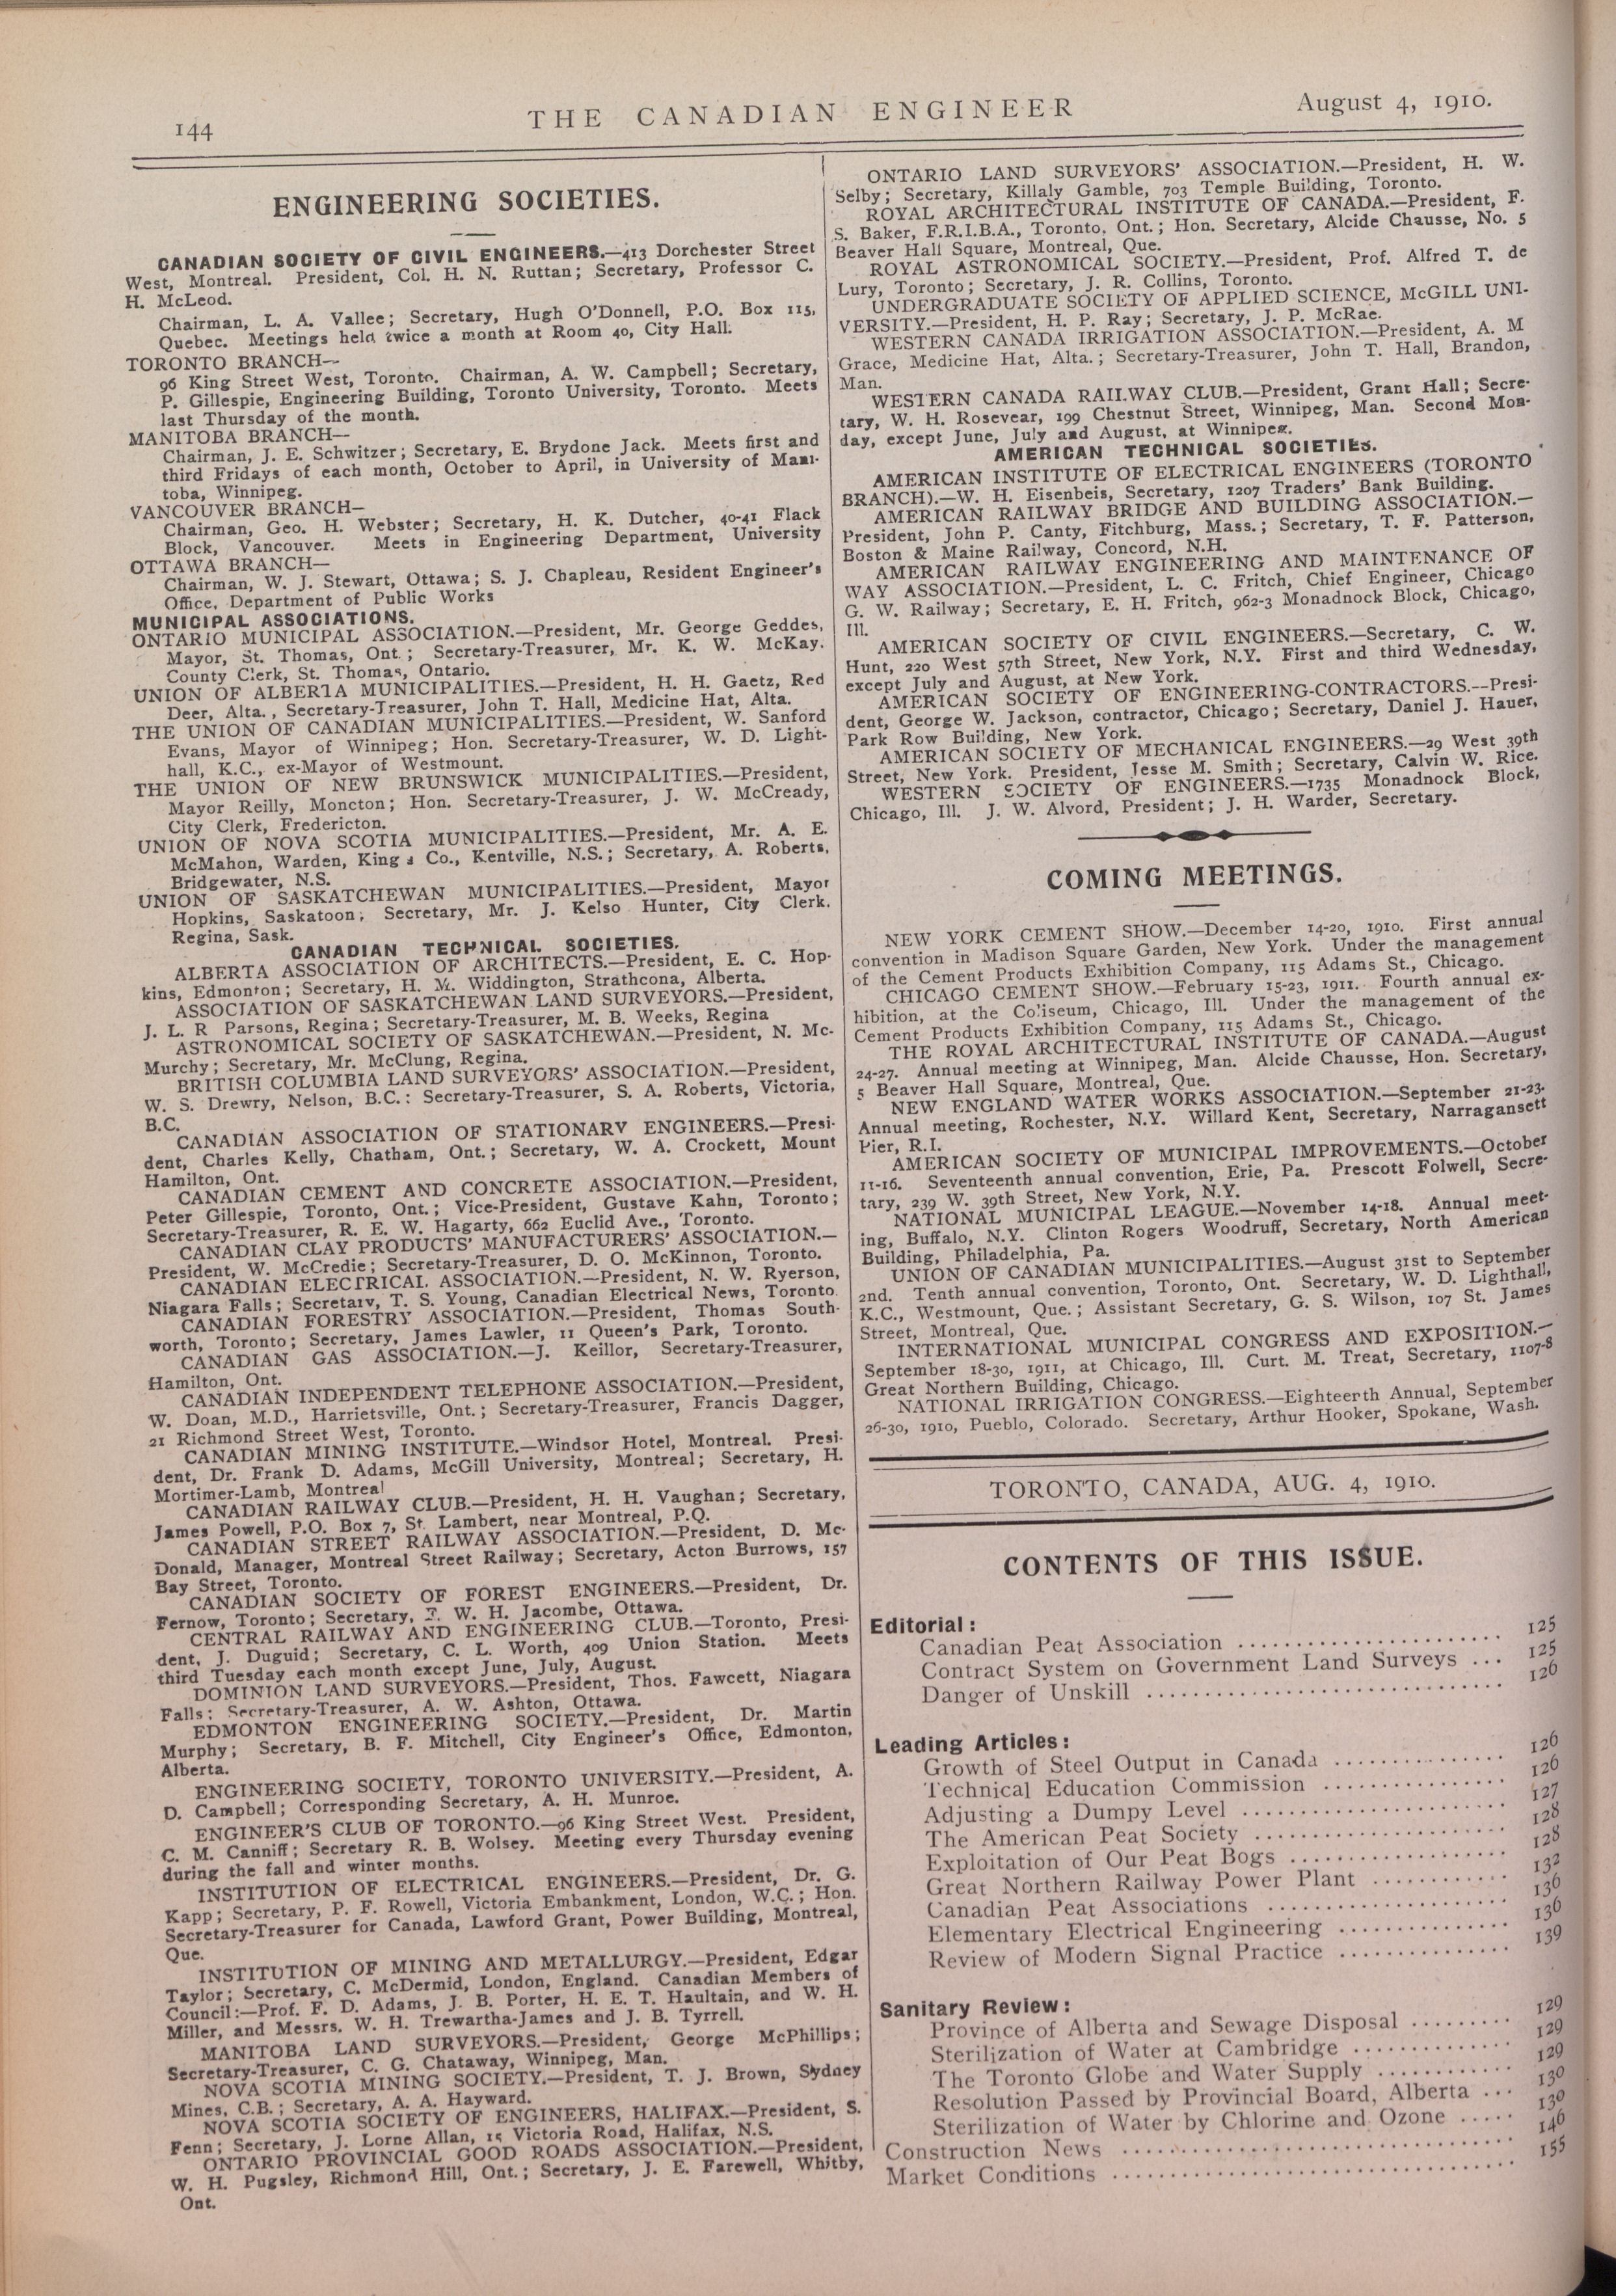 144
THE CANADIAN ENGINEER
August 4, 1910.
ENGINEERING SOCIETIES.
CANADIAN SOCIETY OF CIVIL ENGINEERS.—413 Dorchester Street
West, Montreal. President, Col. H. N. Ruttan; Secretary, Professor C.
H. McLeod.
Chairman, L. A. Vallee; Secretary, Hugh O'Donnell, P.O. Box 115,
Quebec. Meetings held twice a month at Room 40, City Hall.
TORONTO BRANCH—
96 King Street West, Toronto. Chairman, A. W. Campbell; Secretary,
P. Gillespie, Engineering Building, Toronto University, Toronto. Meets
last Thursday of the month.
MANITOBA BRANCH—
Chairman, J. E. Schwitzer; Secretary, E. Brydone Jack. Meets first and
third Fridays of each month, October to April, in University of Mani-
toba, Winnipeg.
VANCOUVER BRANCH—
Chairman, Geo. H. Webster; Secretary, H. K. Dutcher, 40-41 Flack
Block, Vancouver. Meets in Engineering Department, University
OTTAWA BRANCH—
Chairman, W. J. Stewart, Ottawa; S. J. Chapleau, Resident Engineer's
Office, Department of Public Works
MUNICIPAL ASSOCIATIONS.
ONTARIO MUNICIPAL ASSOCIATION.—President, Mr. George Geddes,
Mayor, St. Thomas, Ont.; Secretary-Treasurer, Mr. K. W. McKay.
County Clerk, St. Thomas, Ontario.
UNION OF ALBERTA MUNICIPALITIES.—President, H. H. Gaetz, Red
Deer, Alta., Secretary-Treasurer, John T. Hall, Medicine Hat, Alta.
THE UNION OF CANADIAN MUNICIPALITIES.—President, W. Sanford
Evans, Mayor of Winnipeg; Hon. Secretary-Treasurer, W. D. Light-
hall, K.C., ex-Mayor of Westmount.
THE UNION OF NEW BRUNSWICK MUNICIPALITIES.—President,
Mayor Reilly, Moncton; Hon. Secretary-Treasurer, J. W. McCready,
City Clerk, Fredericton.
UNION OF NOVA SCOTIA MUNICIPALITIES.—President, Mr. A. E.
McMahon, Warden, King s Co., Kentville, N.S.; Secretary, A. Roberts,
Bridgewater, N.S.
UNION OF SASKATCHEWAN MUNICIPALITIES.—President, Mayor
Hopkins, Saskatoon; Secretary, Mr. J. Kelso Hunter, City Clerk,
Regina, Sask.
CANADIAN TECHNICAL SOCIETIES.
ALBERTA ASSOCIATION OF ARCHITECTS.—President, E. C. Hop-
kins, Edmonton; Secretary, H. M. Widdington, Strathcona, Alberta.
ASSOCIATION OF SASKATCHEWAN LAND SURVEYORS.—President,
J. L. R Parsons, Regina; Secretary-Treasurer, M. B. Weeks, Regina
ASTRONOMICAL SOCIETY OF SASKATCHEWAN.—President, N. Mc-
Murchy; Secretary, Mr. McClung, Regina.
BRITISH COLUMBIA LAND SURVEYORS' ASSOCIATION.—President,
W. S. Drewry, Nelson, B.C.: Secretary-Treasurer, S. A. Roberts, Victoria,
B.C.
CANADIAN ASSOCIATION OF STATIONARY ENGINEERS.—Presi-
dent, Charles Kelly, Chatham, Ont.; Secretary, W. A. Crockett, Mount
Hamilton, Ont.
CANADIAN CEMENT AND CONCRETE ASSOCIATION.—President,
Peter Gillespie, Toronto, Ont.; Vice-President, Gustave Kahn, Toronto;
Secretary-Treasurer, R. E. W. Hagarty, 662 Euclid Ave., Toronto.
CANADIAN CLAY PRODUCTS' MANUFACTURERS' ASSOCIATION.—
President, W. McCredie; Secretary-Treasurer, D. O. McKinnon, Toronto.
CANADIAN ELECTRICAL ASSOCIATION.—President, N. W. Ryerson,
Niagara Falls; Secretary, T. S. Young, Canadian Electrical News, Toronto.
CANADIAN FORESTRY ASSOCIATION.—President, Thomas South-
worth, Toronto; Secretary, James Lawler, 11 Queen's Park, Toronto.
CANADIAN GAS ASSOCIATION.—J. Keillor, Secretary-Treasurer,
Hamilton, Ont.
CANADIAN INDEPENDENT TELEPHONE ASSOCIATION.—President,
W. Doan, M.D., Harrietsville, Ont.; Secretary-Treasurer, Francis Dagger,
21 Richmond Street West, Toronto.
CANADIAN MINING INSTITUTE.—Windsor Hotel, Montreal. Presi-
dent, Dr. Frank D. Adams, McGill University, Montreal; Secretary, H.
Mortimer-Lamb, Montreal
CANADIAN RAILWAY CLUB.—President, H. H. Vaughan; Secretary,
James Powell, P.O. Box 7, St. Lambert, near Montreal, P.Q.
CANADIAN STREET RAILWAY ASSOCIATION.—President, D. Mc-
Donald, Manager, Montreal Street Railway; Secretary, Acton Burrows, 157
Bay Street, Toronto.
CANADIAN SOCIETY OF FOREST ENGINEERS.—President, Dr.
Fernow, Toronto; Secretary, F. W. H. Jacombe, Ottawa.
CENTRAL RAILWAY AND ENGINEERING CLUB.—Toronto, Presi-
dent, J. Duguid; Secretary, C. L. Worth, 409 Union Station. Meets
third Tuesday each month except June, July, August.
DOMINION LAND SURVEYORS.—President, Thos. Fawcett, Niagara
Falls; Secretary-Treasurer, A. W. Ashton, Ottawa.
EDMONTON ENGINEERING SOCIETY.—President, Dr. Martin
Murphy; Secretary, B. F. Mitchell, City Engineer's Office, Edmonton,
Alberta.
ENGINEERING SOCIETY, TORONTO UNIVERSITY.—President, A.
D. Campbell; Corresponding Secretary, A. H. Munroe.
ENGINEER'S CLUB OF TORONTO.—96 King Street West. President,
C. M. Canniff; Secretary R. B. Wolsey. Meeting every Thursday evening
during the fall and winter months.
INSTITUTION OF ELECTRICAL ENGINEERS.—President, Dr. G.
Kapp; Secretary, P. F. Rowell, Victoria Embankment, London, W.C.; Hon.
Secretary-Treasurer for Canada, Lawford Grant, Power Building, Montreal,
Que.
INSTITUTION OF MINING AND METALLURGY.—President, Edgar
Taylor; Secretary, C. McDermid, London, England. Canadian Members of
Council:—Prof. F. D. Adams, J. B. Porter, H. E. T. Haultain, and W. H.
Miller, and Messrs. W. H. Trewartha-James and J. B. Tyrrell.
MANITOBA LAND SURVEYORS.—President, George McPhillips;
Secretary-Treasurer, C. G. Chataway, Winnipeg, Man.
NOVA SCOTIA MINING SOCIETY.—President, T. J. Brown, Sydney
Mines, C.B.; Secretary, A. A. Hayward.
NOVA SCOTIA SOCIETY OF ENGINEERS, HALIFAX.—President, S.
Fenn; Secretary, J. Lorne Allan, 15 Victoria Road, Halifax, N.S.
ONTARIO PROVINCIAL GOOD ROADS ASSOCIATION.—President,
W. H. Pugsley, Richmond Hill, Ont.; Secretary, J. E. Farewell, Whitby,
Ont.
ONTARIO LAND SURVEYORS' ASSOCIATION.—President, H. W.
Selby; Secretary, Killaly Gamble, 703 Temple Building, Toronto.
ROYAL ARCHITECTURAL INSTITUTE OF CANADA.—President, F.
S. Baker, F.R.I.B.A., Toronto, Ont.; Hon. Secretary, Alcide Chausse, No. 5
Beaver Hall Square, Montreal, Que.
ROYAL ASTRONOMICAL SOCIETY.—President, Prof. Alfred T. de
Lury, Toronto; Secretary, J. R. Collins, Toronto.
UNDERGRADUATE SOCIETY OF APPLIED SCIENCE, McGILL UNI-
VERSITY.—President, H. P. Ray; Secretary, J. P. McRae.
WESTERN CANADA IRRIGATION ASSOCIATION.—President, A. M
Grace, Medicine Hat, Alta.; Secretary-Treasurer, John T. Hall, Brandon,
Man.
WESTERN CANADA RAILWAY CLUB.—President, Grant Hall; Secre-
tary, W. H. Rosevear, 199 Chestnut Street, Winnipeg, Man. Second Mon-
day, except June, July and August, at Winnipeg.
AMERICAN TECHNICAL SOCIETIES.
AMERICAN INSTITUTE OF ELECTRICAL ENGINEERS (TORONTO
BRANCH).—W. H. Eisenbeis, Secretary, 1207 Traders' Bank Building.
AMERICAN RAILWAY BRIDGE AND BUILDING ASSOCIATION.—
President, John P. Canty, Fitchburg, Mass.; Secretary, T. F. Patterson,
Boston & Maine Railway, Concord, N.H.
AMERICAN RAILWAY ENGINEERING AND MAINTENANCE OF
WAY ASSOCIATION.—President, L. C. Fritch, Chief Engineer, Chicago
G. W. Railway; Secretary, E. H. Fritch, 962-3 Monadnock Block, Chicago,
Ill.
AMERICAN SOCIETY OF CIVIL ENGINEERS.—Secretary, C. W.
Hunt, 220 West 57th Street, New York, N.Y. First and third Wednesday,
except July and August, at New York.
AMERICAN SOCIETY OF ENGINEERING-CONTRACTORS.—Presi-
dent, George W. Jackson, contractor, Chicago; Secretary, Daniel J. Hauer,
Park Row Building, New York.
AMERICAN SOCIETY OF MECHANICAL ENGINEERS.—29 West 39th
Street, New York. President, Jesse M. Smith; Secretary, Calvin W. Rice.
WESTERN SOCIETY OF ENGINEERS.—1735 Monadnock Block,
Chicago, Ill. J. W. Alvord, President; J. H. Warder, Secretary.
COMING MEETINGS.
NEW YORK CEMENT SHOW.—December 14-20, 1910. First annual
convention in Madison Square Garden, New York. Under the management
of the Cement Products Exhibition Company, 115 Adams St., Chicago.
CHICAGO CEMENT SHOW.—February 15-23, 1911. Fourth annual ex-
hibition, at the Coliseum, Chicago, Ill. Under the management of the
Cement Products Exhibition Company, 115 Adams St., Chicago.
THE ROYAL ARCHITECTURAL INSTITUTE OF CANADA.—August
24-27. Annual meeting at Winnipeg, Man. Alcide Chausse, Hon. Secretary,
5 Beaver Hall Square, Montreal, Que.
NEW ENGLAND WATER WORKS ASSOCIATION.—September 21-23.
Annual meeting, Rochester, N.Y. Willard Kent, Secretary, Narragansett
Pier, R.I.
AMERICAN SOCIETY OF MUNICIPAL IMPROVEMENTS.—October
11-16. Seventeenth annual convention, Erie, Pa. Prescott Folwell, Secre-
tary, 239 W. 39th Street, New York, N.Y.
NATIONAL MUNICIPAL LEAGUE.—November 14-18. Annual meet-
ing, Buffalo, N.Y. Clinton Rogers Woodruff, Secretary, North American
Building, Philadelphia, Pa.
UNION OF CANADIAN MUNICIPALITIES.—August 31st to September
2nd. Tenth annual convention, Toronto, Ont. Secretary, W. D. Lighthall,
K.C., Westmount, Que.; Assistant Secretary, G. S. Wilson, 107 St. James
Street, Montreal, Que.
INTERNATIONAL MUNICIPAL CONGRESS AND EXPOSITION.—
September 18-30, 1911, at Chicago, Ill. Curt. M. Treat, Secretary, 1107-8
Great Northern Building, Chicago.
NATIONAL IRRIGATION CONGRESS.—Eighteenth Annual, September
26-30, 1910, Pueblo, Colorado. Secretary, Arthur Hooker, Spokane, Wash.
TORONTO, CANADA, AUG. 4, 1910.
CONTENTS OF THIS ISSUE.
Editorial:
Canadian Peat Association ........................ 125
Contract System on Government Land Surveys ... 125
Danger of Unskill ................................ 126
Leading Articles:
Growth of Steel Output in Canada ................ 126
Technical Education Commission ................. 126
Adjusting a Dumpy Level ......................... 127
The American Peat Society ....................... 128
Exploitation of Our Peat Bogs ................... 128
Great Northern Railway Power Plant ............ 132
Canadian Peat Associations ...................... 136
Elementary Electrical Engineering ............... 136
Review of Modern Signal Practice ............... 139
Sanitary Review:
Province of Alberta and Sewage Disposal ......... 129
Sterilization of Water at Cambridge .............. 129
The Toronto Globe and Water Supply ............ 129
Resolution Passed by Provincial Board, Alberta ... 130
Sterilization of Water by Chlorine and Ozone ..... 130
Construction News .................................. 146
Market Conditions ................................... 155